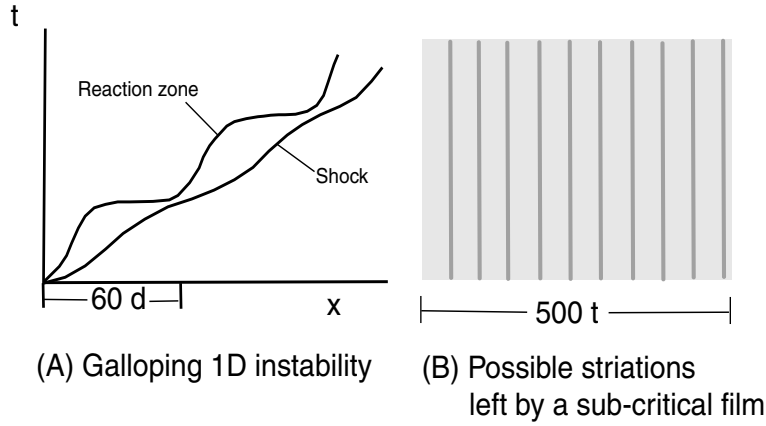 t
Reaction zone
Shock
60 d
x
500 t
(A) Galloping 1D instability
(B) Possible striations
left by a sub-critical film